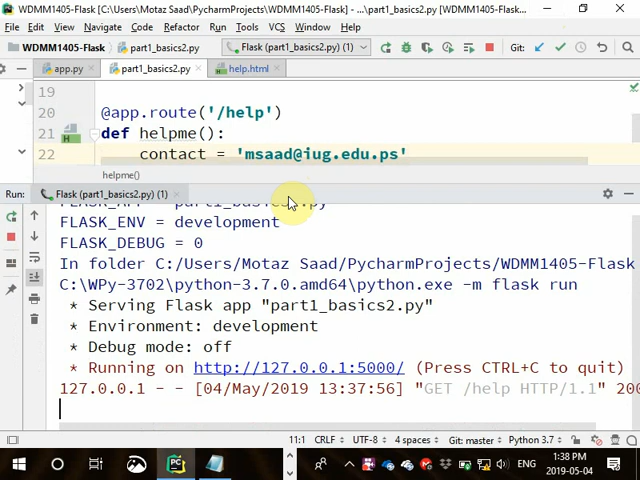 WDMM1405-Flask [C:\Users\Motaz Saad\PycharmProjects\WDMM1405-Flask] - ...\part1_basics2.py [WDMM1405-Flask...
File Edit View Navigate Code Refactor Run Tools VCS Window Help
WDMM1405-Flask part1_basics2.py Flask (part1_basics2.py) (1) Git:
app.py part1_basics2.py help.html
19
20 @app.route('/help')
21 def helpme():
22 contact = 'msaad@iug.edu.ps'
helpme()
Run: Flask (part1_basics2.py) (1)
FLASK_ENV = development
FLASK_DEBUG = 0
In folder C:/Users/Motaz Saad/PycharmProjects/WDMM1405-Flask
C:\WPy-3702\python-3.7.0.amd64\python.exe -m flask run
* Serving Flask app "part1_basics2.py"
* Environment: development
* Debug mode: off
* Running on http://127.0.0.1:5000/ (Press CTRL+C to quit)
127.0.0.1 - - [04/May/2019 13:37:56] "GET /help HTTP/1.1" 200
11:1 CRLF UTF-8 4 spaces Git: master Python 3.7
ENG 1:38 PM
2019-05-04